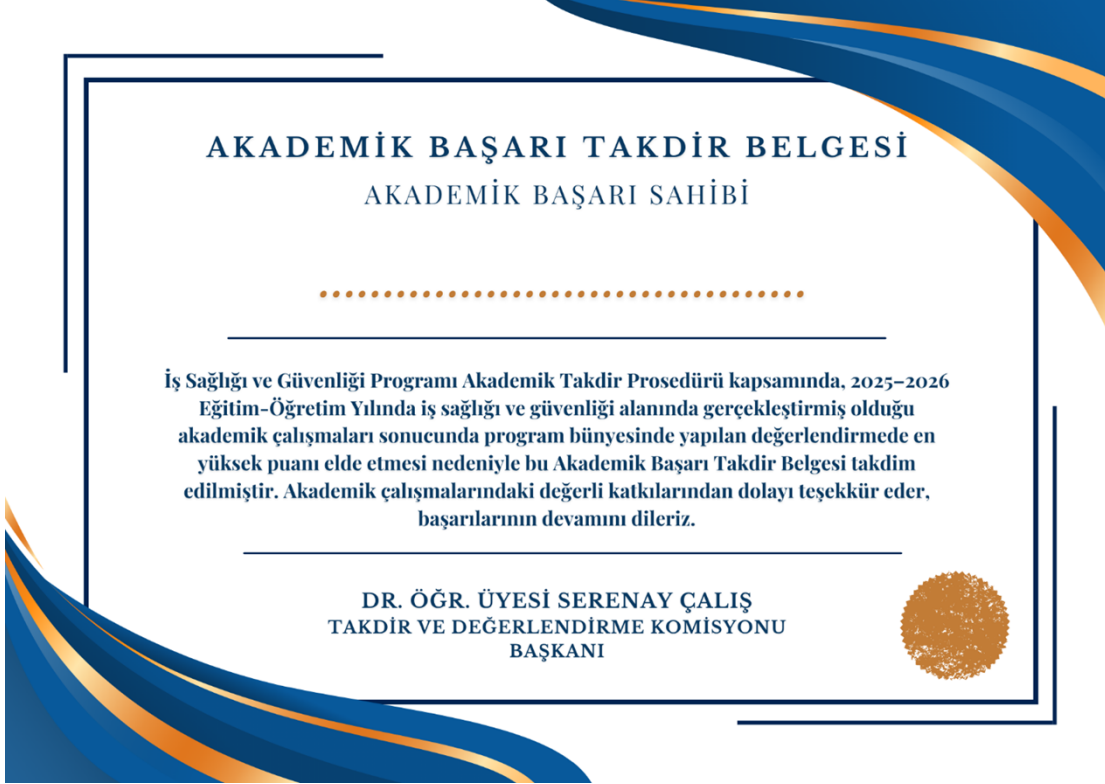 AKADEMİK BAŞARI TAKDİR BELGESİ
AKADEMİK BAŞARI SAHİBİ
......................................
İş Sağlığı ve Güvenliği Programı Akademik Takdir Prosedürü kapsamında, 2025–2026
Eğitim-Öğretim Yılında iş sağlığı ve güvenliği alanında gerçekleştirmiş olduğu
akademik çalışmaları sonucunda program bünyesinde yapılan değerlendirmede en
yüksek puanı elde etmesi nedeniyle bu Akademik Başarı Takdir Belgesi takdim
edilmiştir. Akademik çalışmalarındaki değerli katkılarından dolayı teşekkür eder,
başarılarının devamını dileriz.
DR. ÖĞR. ÜYESİ SERENAY ÇALIŞ
TAKDİR VE DEĞERLENDİRME KOMİSYONU
BAŞKANI